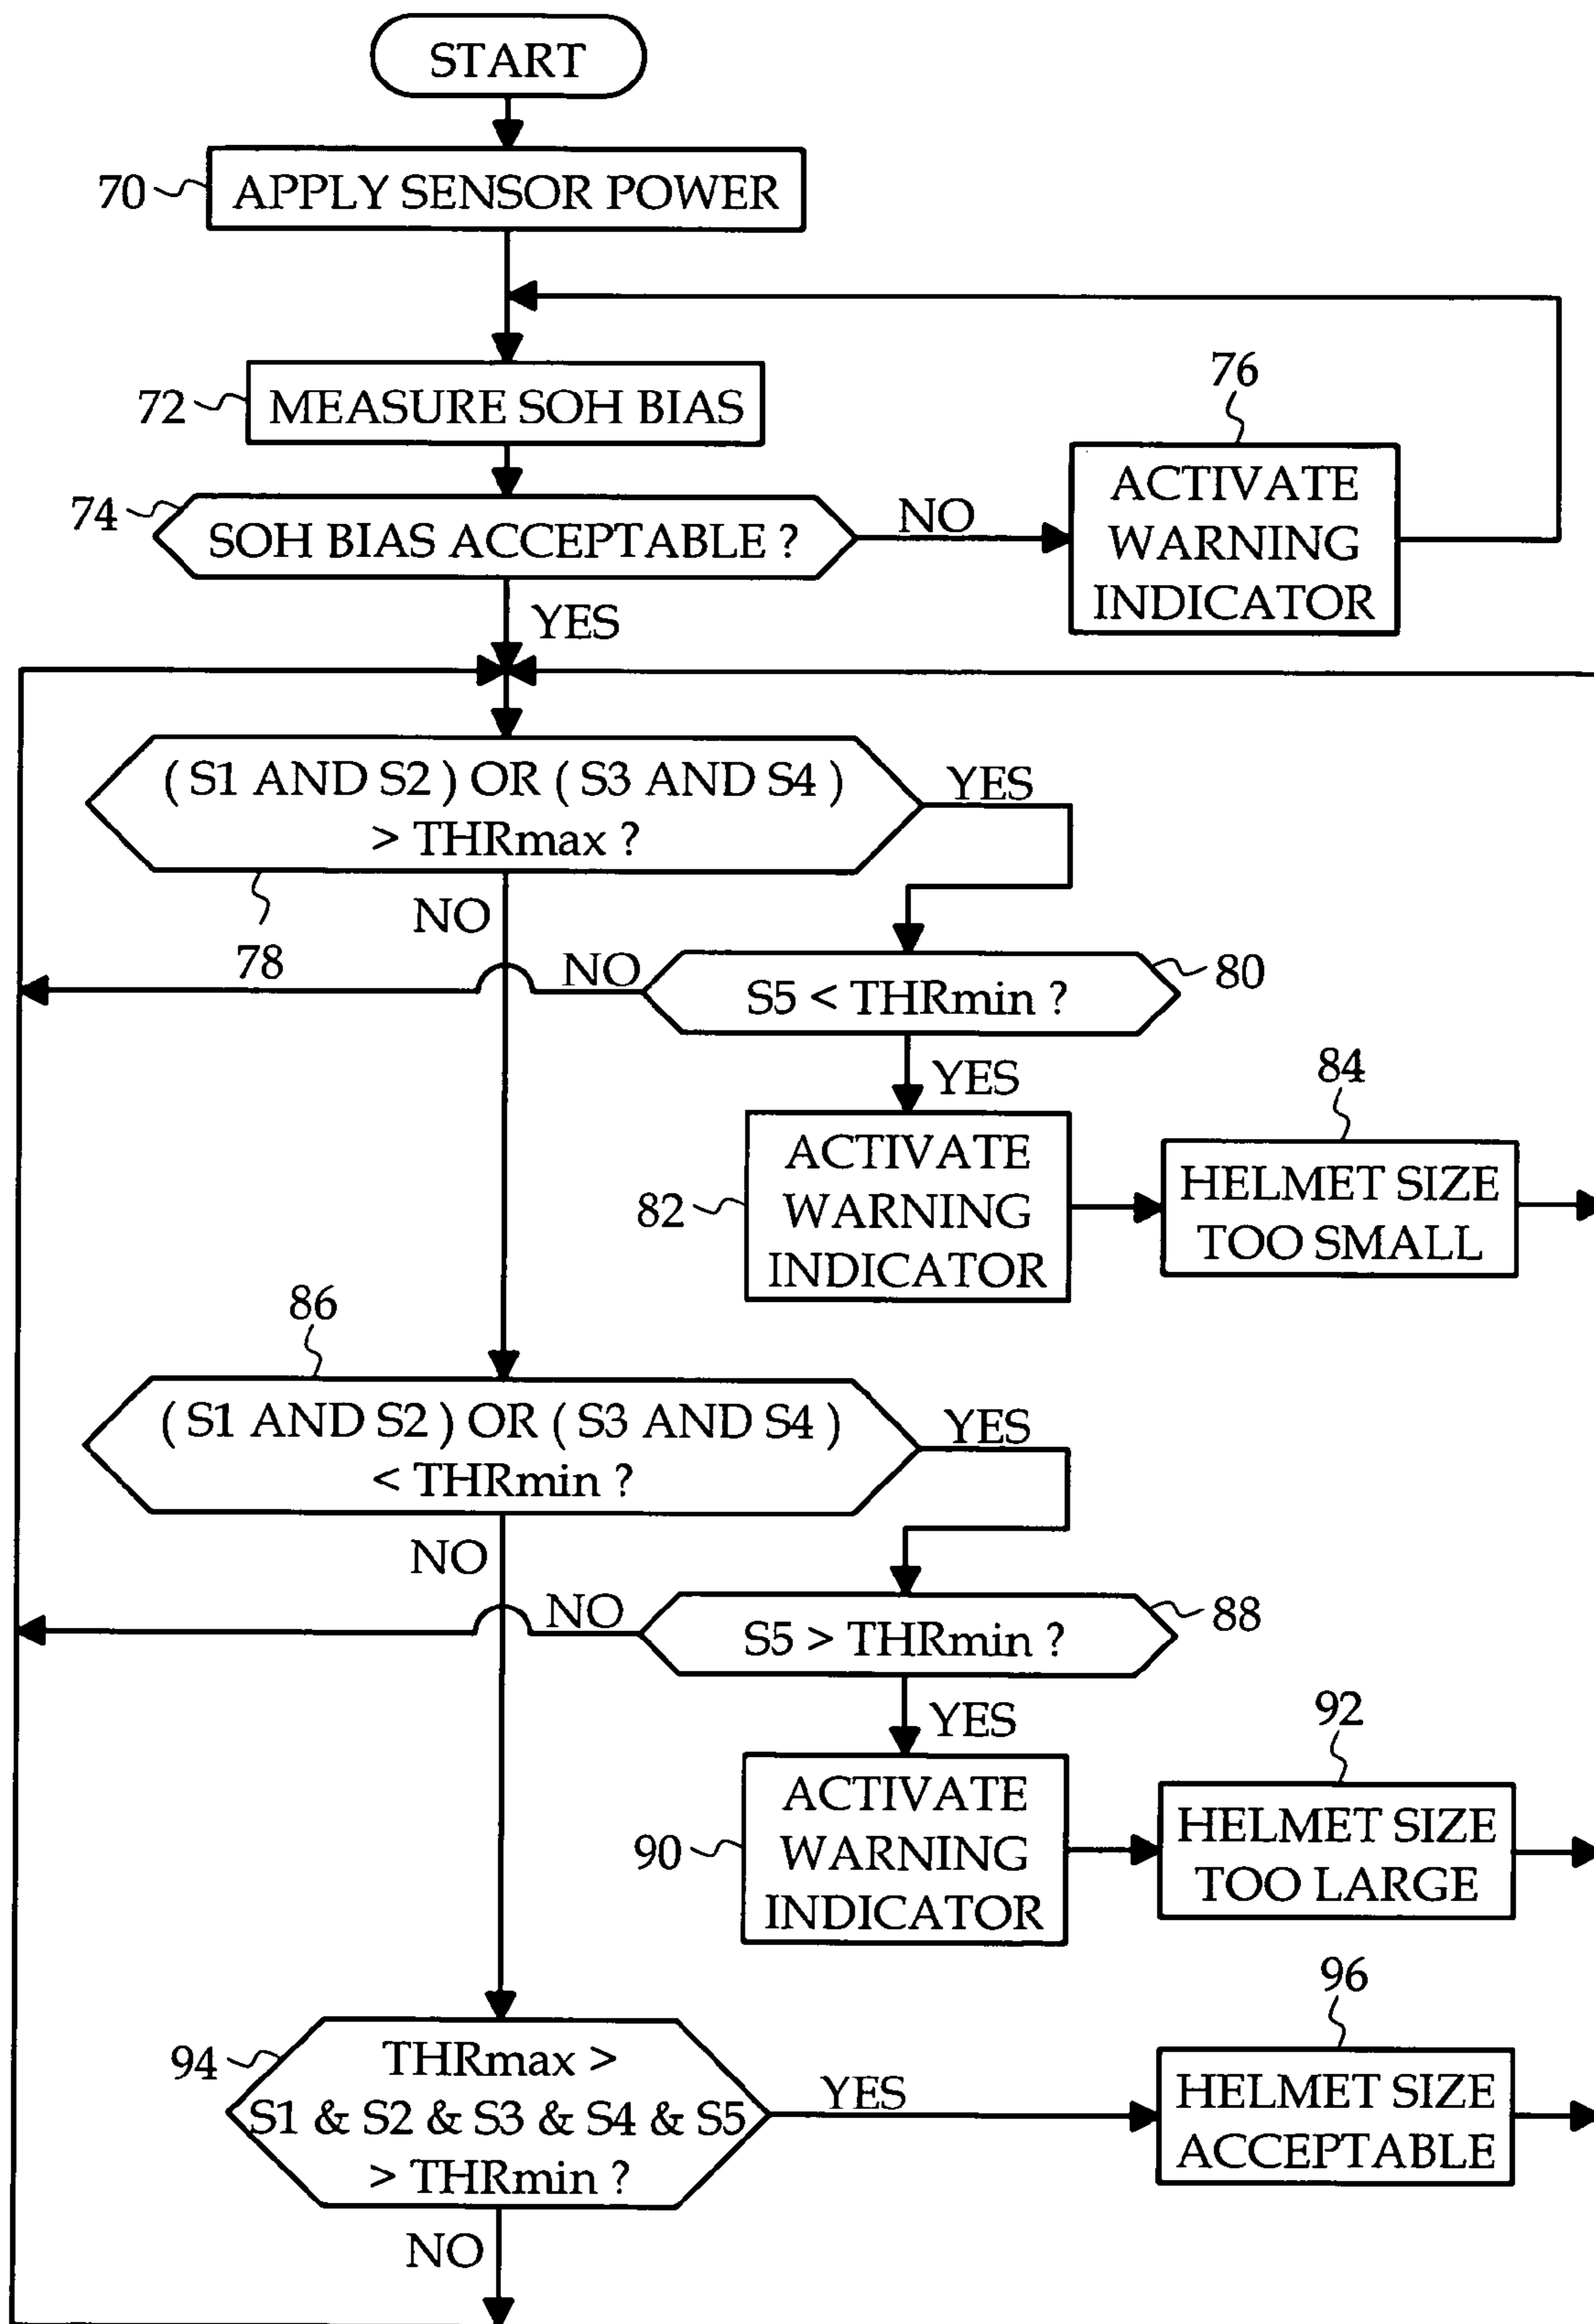 START
70
APPLY SENSOR POWER
72
MEASURE SOH BIAS
76
ACTIVATE
WARNING
INDICATOR
74
SOH BIAS ACCEPTABLE ?
NO
YES
( S1 AND S2 ) OR ( S3 AND S4 )
> THRmax ?
YES
NO
78
NO
S5 < THRmin ?
80
YES
84
82
ACTIVATE
WARNING
INDICATOR
HELMET SIZE
TOO SMALL
86
( S1 AND S2 ) OR ( S3 AND S4 )
< THRmin ?
YES
NO
NO
S5 > THRmin ?
88
YES
92
90
ACTIVATE
WARNING
INDICATOR
HELMET SIZE
TOO LARGE
96
94
THRmax >
S1 & S2 & S3 & S4 & S5
> THRmin ?
YES
HELMET SIZE
ACCEPTABLE
NO